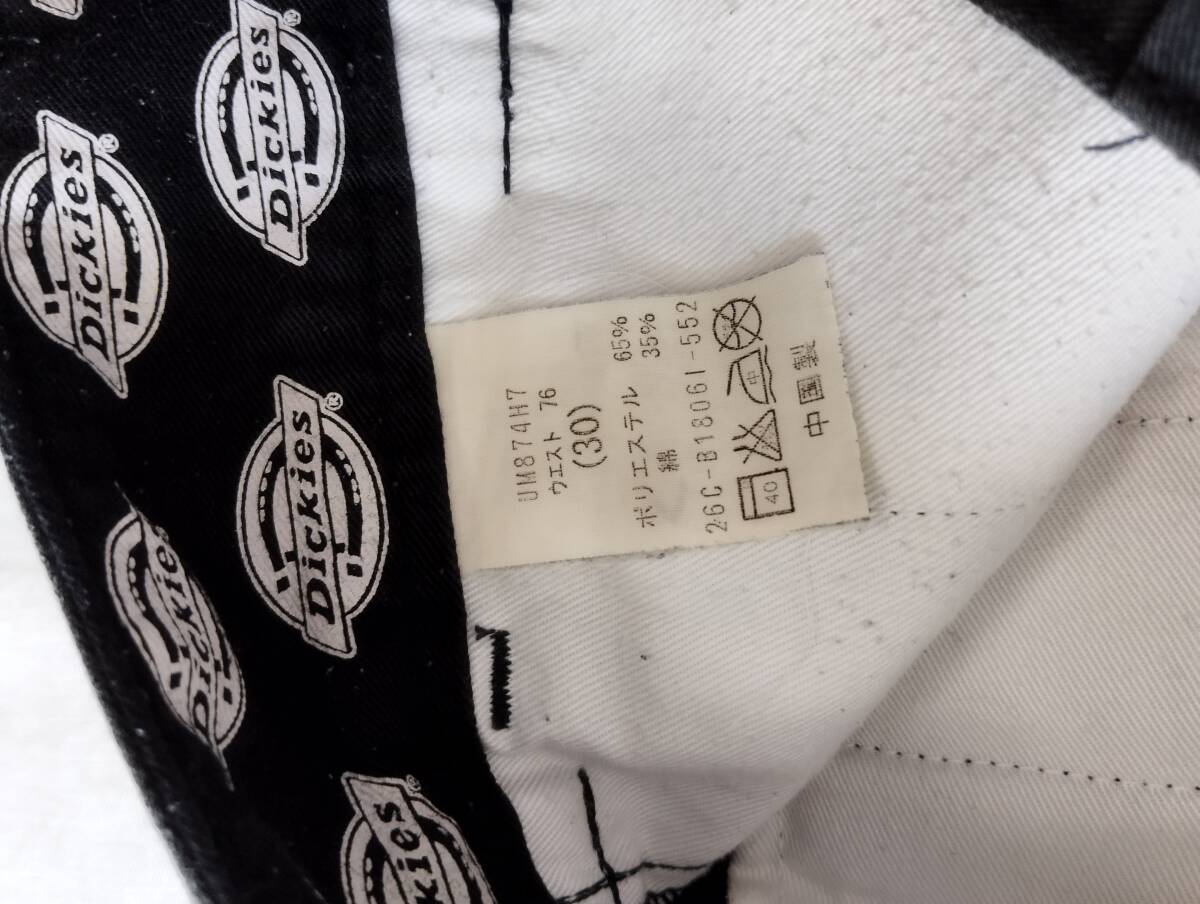 Dickies®
Dickies®
Dickies®
Dickies
Dickies®
UM874H7
ウエスト 76
(30)
ポリエステル 65%
綿 35%
26C-B18061-552
40
中
中国製